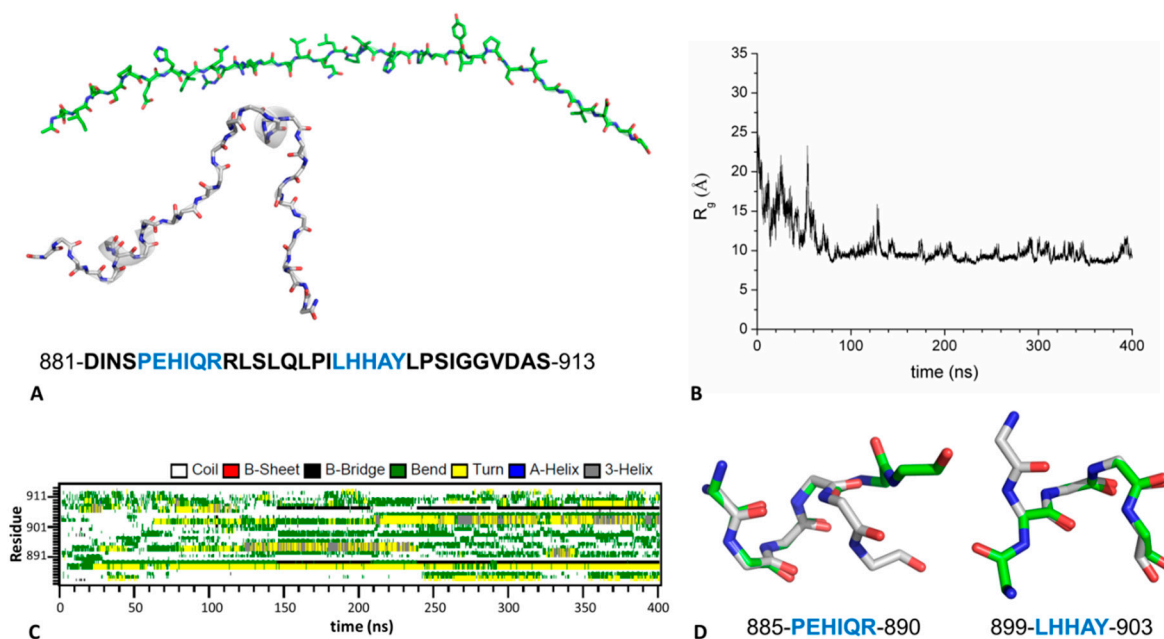 881-DINSPEHIQRRLSLQLPILHHAYLPSIGGVDAS-913
A
B
35
30
25
20
15
10
5
0
Rg (Å)
0 100 200 300 400
time (ns)
Coil B-Sheet B-Bridge Bend Turn A-Helix 3-Helix
Residue
911
901
891
0 50 100 150 200 250 300 350 400
time (ns)
C
D
885-PEHIQR-890 899-LHHAY-903